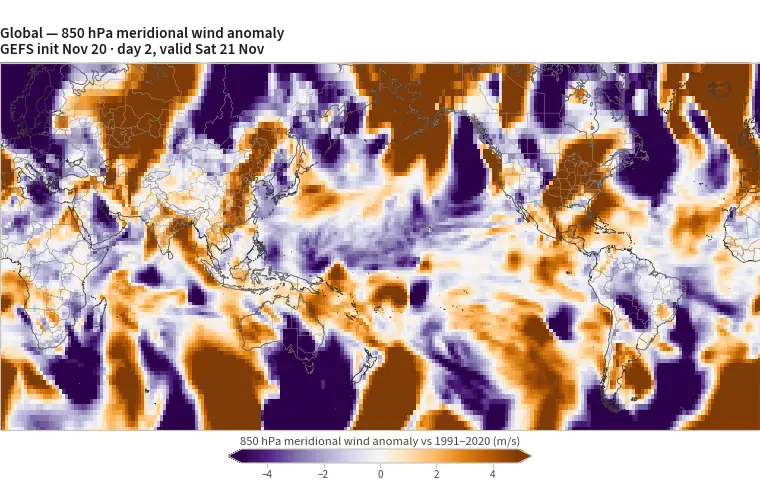 Global — 850 hPa meridional wind anomaly
GEFS init Nov 20 · day 2, valid Sat 21 Nov
850 hPa meridional wind anomaly vs 1991–2020 (m/s)
−4 −2 0 2 4